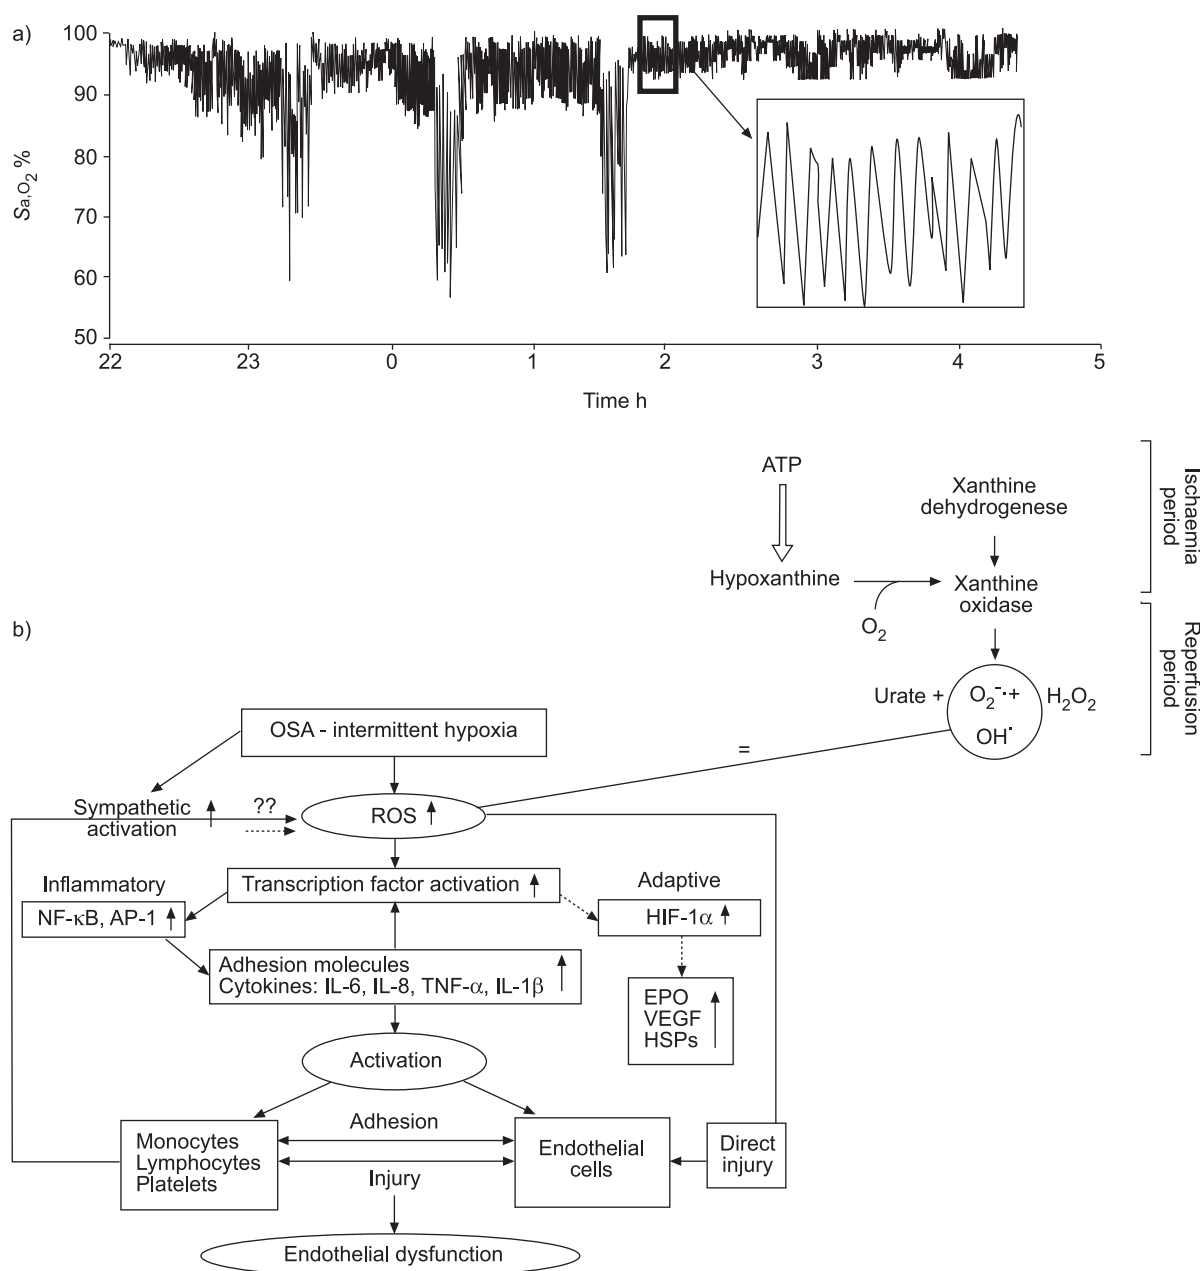 a)
100
90
80
70
60
50
Sa,O2 %
22
23
0
1
2
3
4
5
Time h
b)
ATP
Xanthine
dehydrogenese
Hypoxanthine
Xanthine
oxidase
O2
Ischaemia
period
Reperfusion
period
Urate +
O2⁻·+
H2O2
OH·
=
OSA - intermittent hypoxia
Sympathetic
activation
??
ROS
Transcription factor activation
Inflammatory
NF-κB, AP-1
Adaptive
HIF-1α
Adhesion molecules
Cytokines: IL-6, IL-8, TNF-α, IL-1β
EPO
VEGF
HSPs
Activation
Monocytes
Lymphocytes
Platelets
Adhesion
Injury
Endothelial
cells
Direct
injury
Endothelial dysfunction